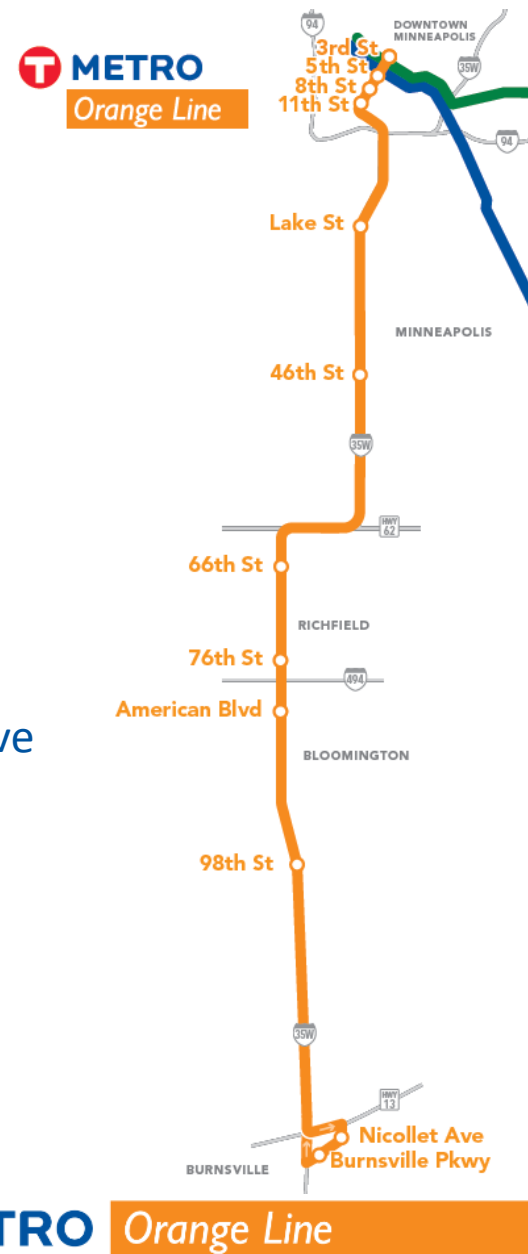 94
DOWNTOWN
MINNEAPOLIS
T METRO
Orange Line
3rd St
5th St
35W
8th St
11th St
94
Lake St
MINNEAPOLIS
46th St
35W
HWY
62
66th St
RICHFIELD
76th St
494
American Blvd
ve
BLOOMINGTON
98th St
35W
HWY
13
Nicollet Ave
Burnsville Pkwy
BURNSVILLE
TRO Orange Line